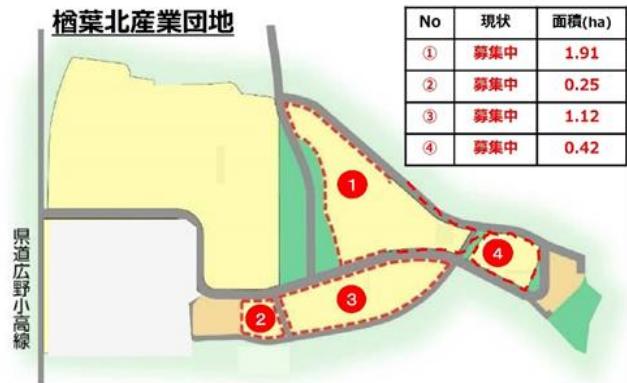 楢葉北産業団地
No 現状 面積(ha)
① 募集中 1.91
② 募集中 0.25
③ 募集中 1.12
④ 募集中 0.42
1
4
3
2
県道広野小高線